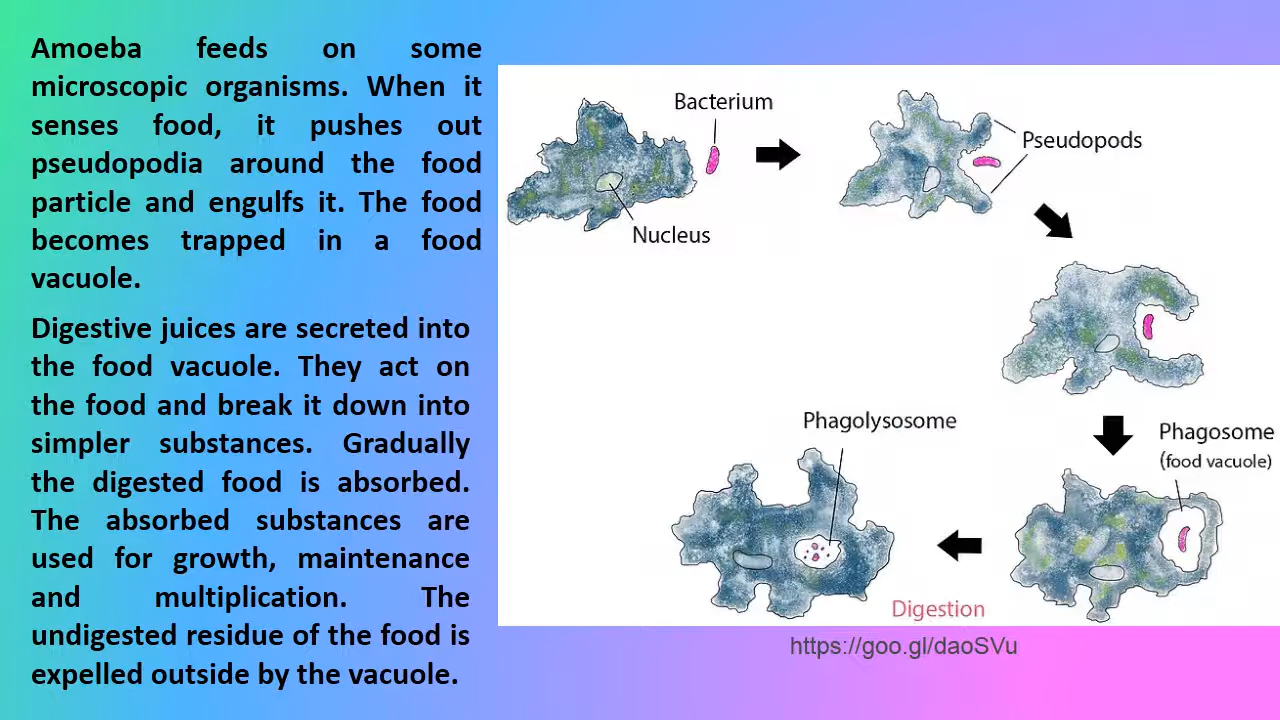 Amoeba feeds on some
microscopic organisms. When it
senses food, it pushes out
pseudopodia around the food
particle and engulfs it. The food
becomes trapped in a food
vacuole.
Digestive juices are secreted into
the food vacuole. They act on
the food and break it down into
simpler substances. Gradually
the digested food is absorbed.
The absorbed substances are
used for growth, maintenance
and multiplication. The
undigested residue of the food is
expelled outside by the vacuole.
Bacterium
Nucleus
Pseudopods
Phagosome
(food vacuole)
Phagolysosome
Digestion
https://goo.gl/daoSVu